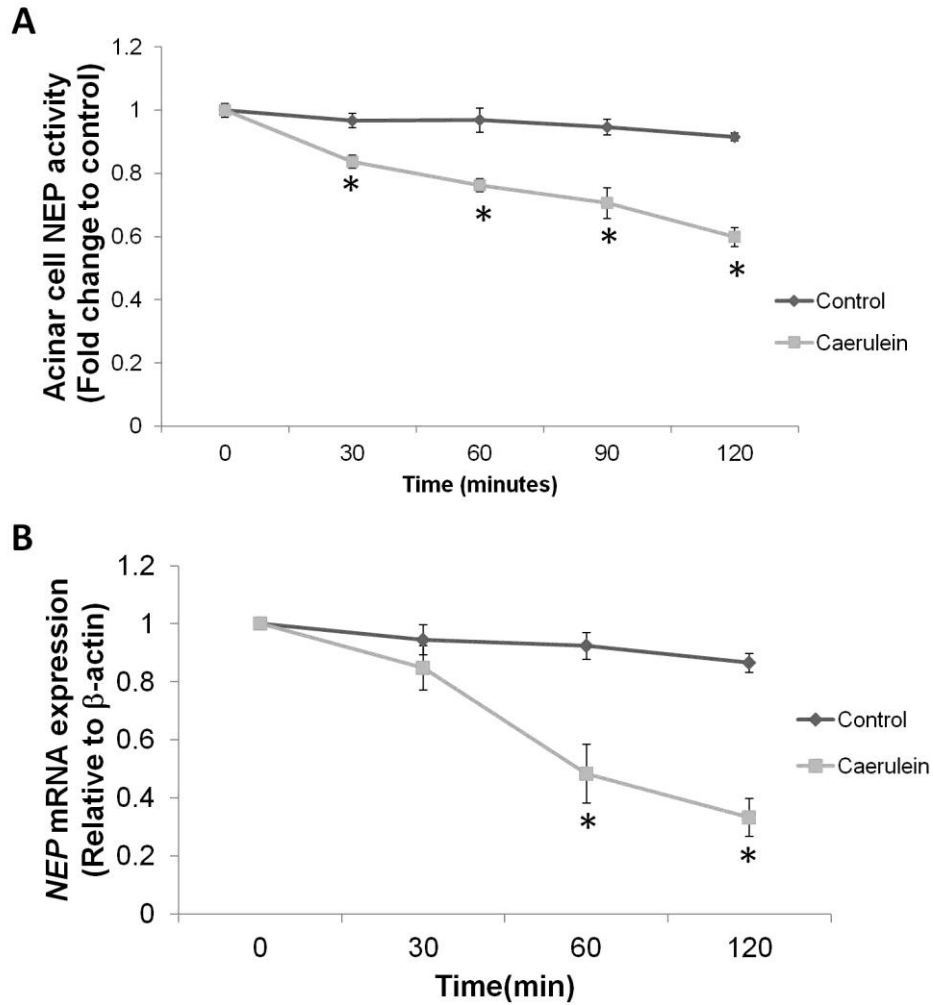 A
Acinar cell NEP activity
(Fold change to control)
1.2
1
0.8
0.6
0.4
0.2
0
*
*
*
*
0
30
60
90
120
Time (minutes)
Control
Caerulein
B
NEP mRNA expression
(Relative to β-actin)
1.2
1
0.8
0.6
0.4
0.2
0
*
*
0
30
60
120
Time(min)
Control
Caerulein